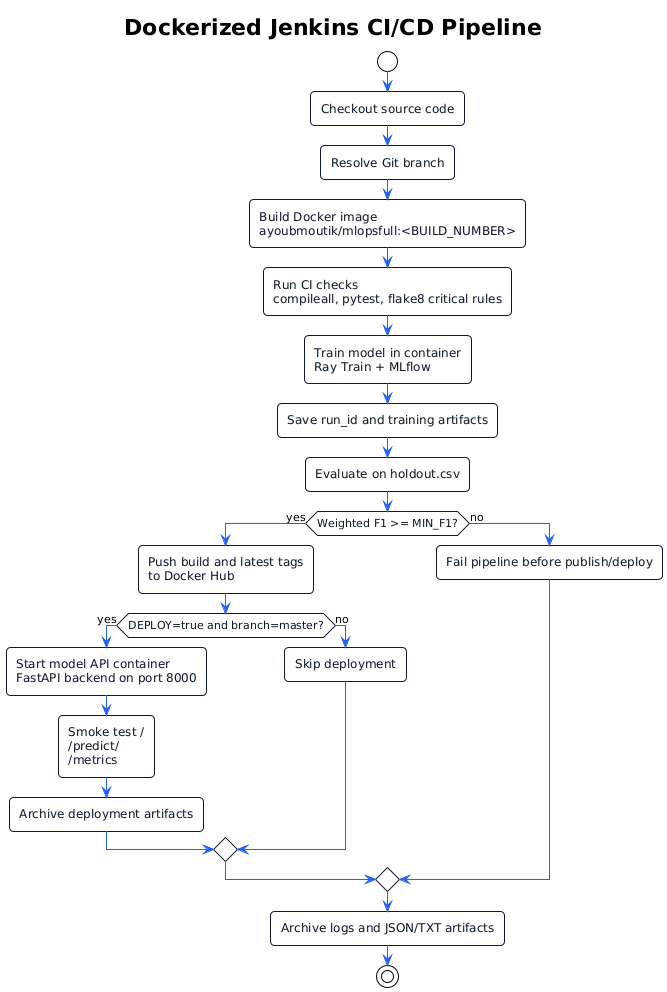 Dockerized Jenkins CI/CD Pipeline
Checkout source code
Resolve Git branch
Build Docker image
ayoubmoutik/mlopsfull:<BUILD_NUMBER>
Run CI checks
compileall, pytest, flake8 critical rules
Train model in container
Ray Train + MLflow
Save run_id and training artifacts
Evaluate on holdout.csv
yes
Weighted F1 >= MIN_F1?
no
Push build and latest tags
to Docker Hub
Fail pipeline before publish/deploy
yes
DEPLOY=true and branch=master?
no
Start model API container
FastAPI backend on port 8000
Skip deployment
Smoke test /
/predict/
/metrics
Archive deployment artifacts
Archive logs and JSON/TXT artifacts